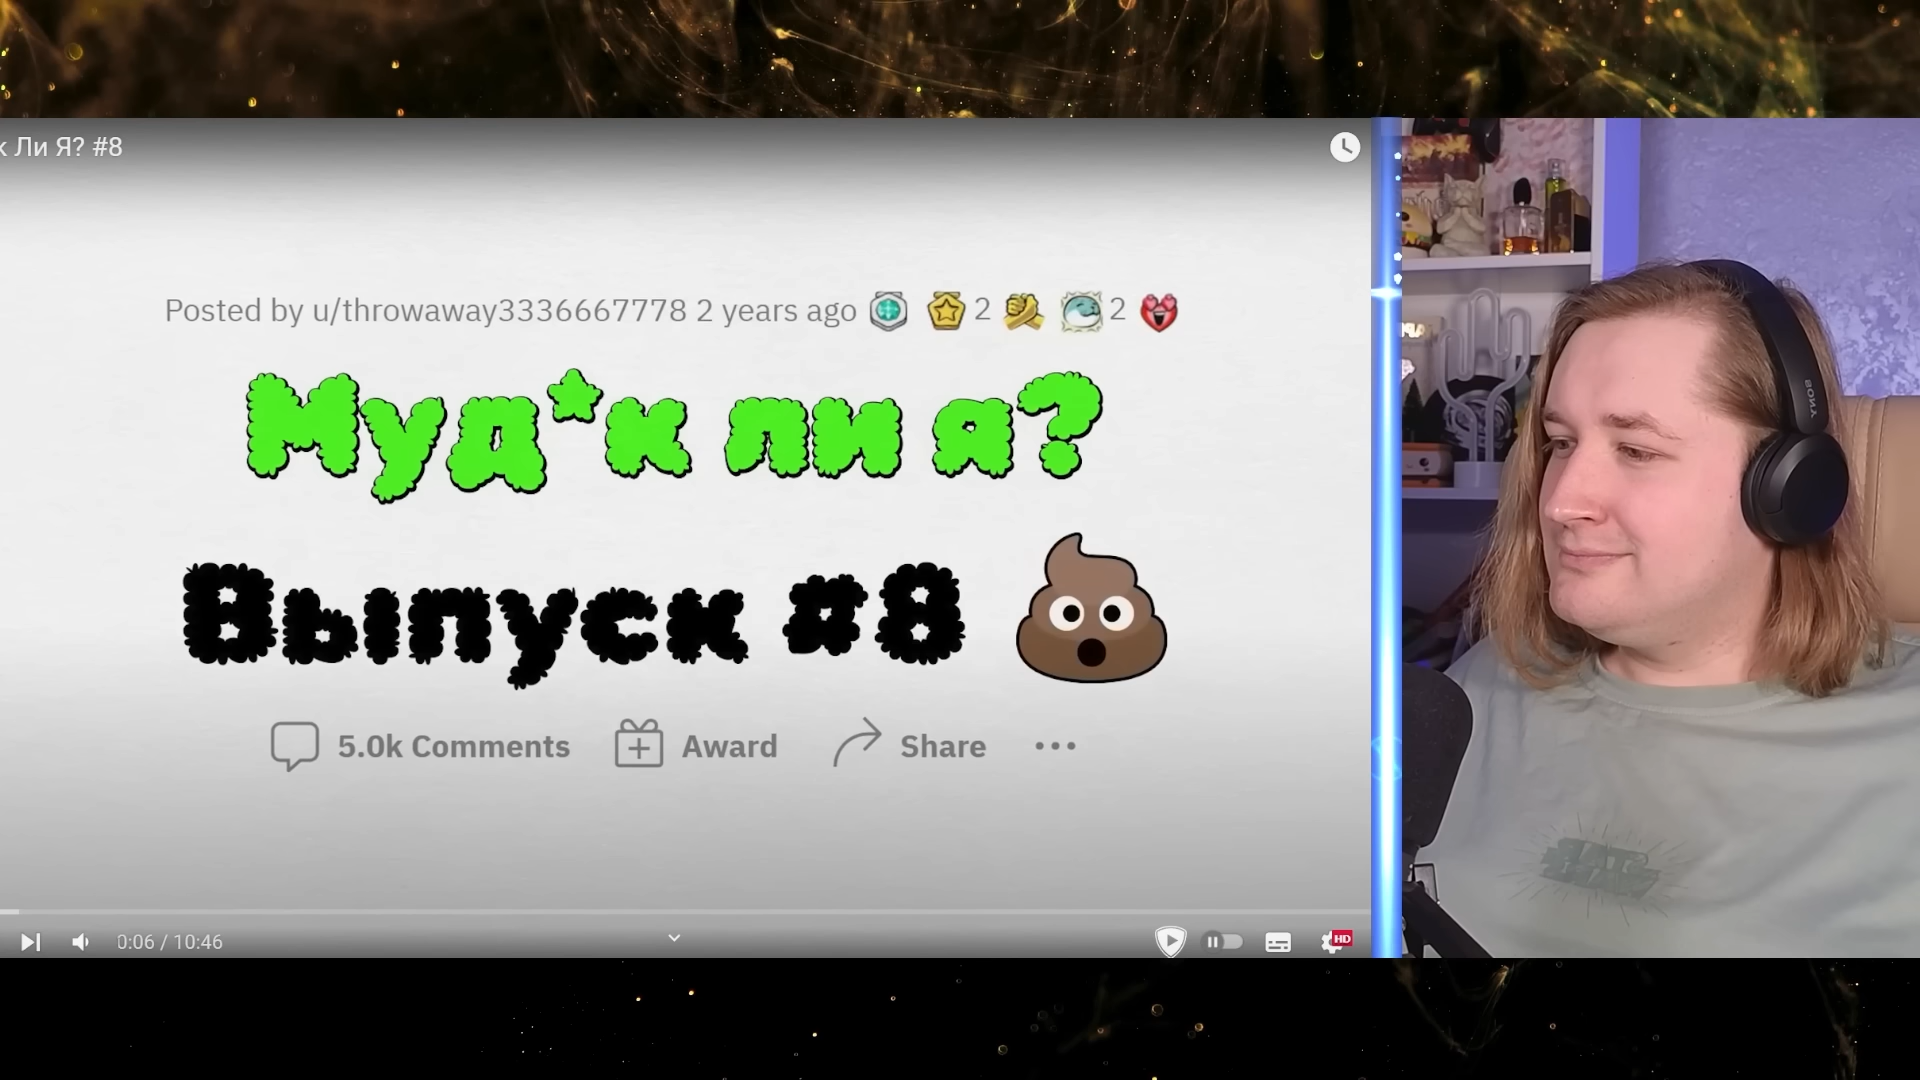 к Ли Я? #8
Posted by u/throwaway3336667778 2 years ago 2 2
Муд*к ли я?
Выпуск #8
5.0k Comments Award Share
0:06 / 10:46
HD
SONY